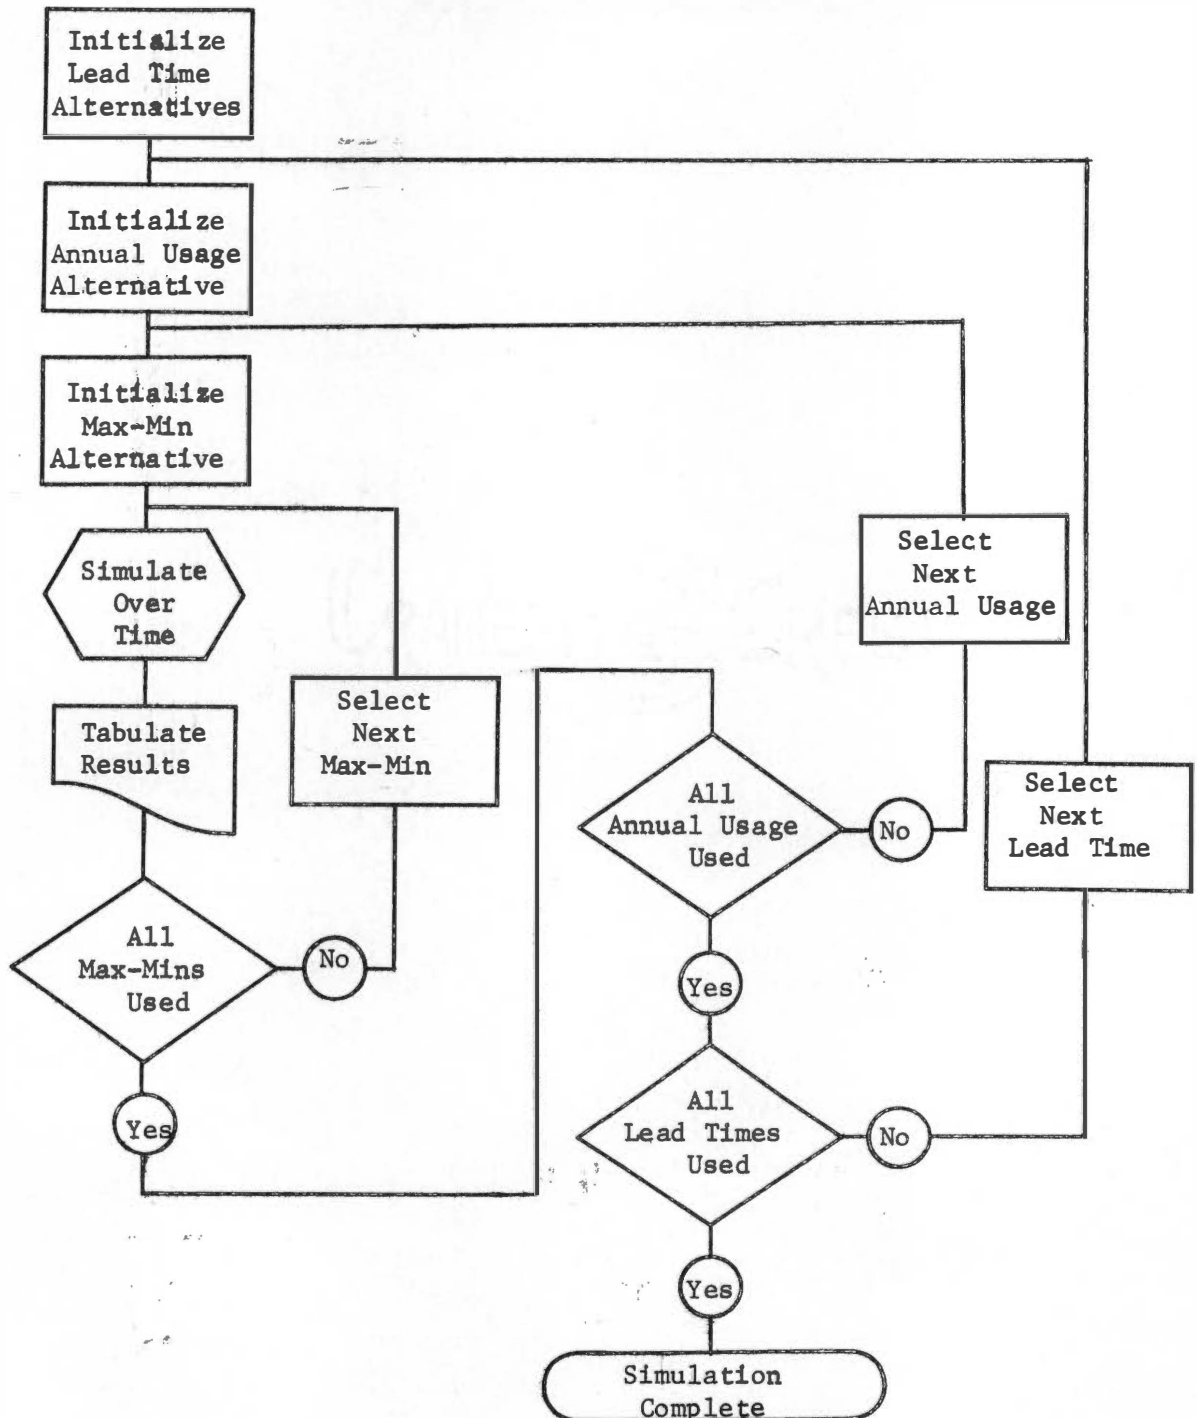 Initialize
Lead Time
Alternatives
Initialize
Annual Usage
Alternative
Initialize
Max-Min
Alternative
Simulate
Over
Time
Tabulate
Results
Select
Next
Max-Min
All
Max-Mins
Used
No
Yes
Select
Next
Annual Usage
All
Annual Usage
Used
No
Select
Next
Lead Time
Yes
All
Lead Times
Used
No
Yes
Simulation
Complete